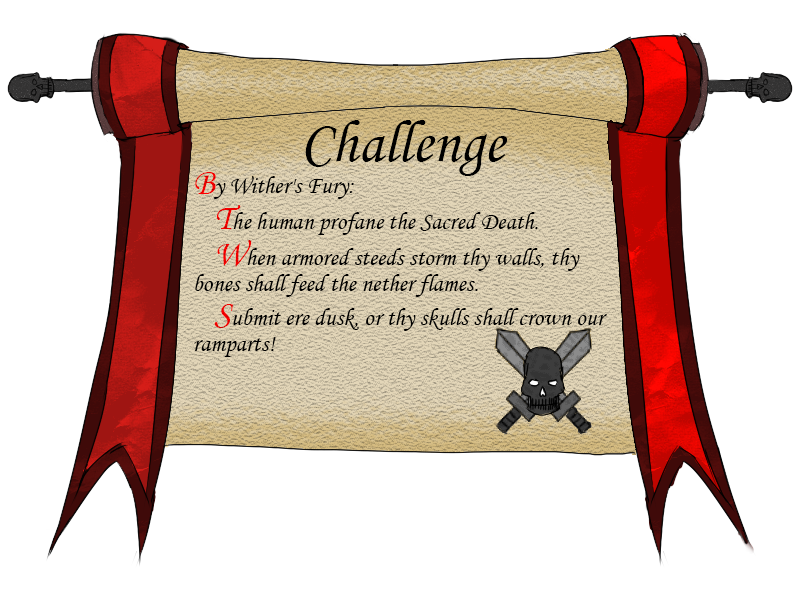 Challenge
By Wither's Fury:
The human profane the Sacred Death.
When armored steeds storm thy walls, thy
bones shall feed the nether flames.
Submit ere dusk, or thy skulls shall crown our
ramparts!